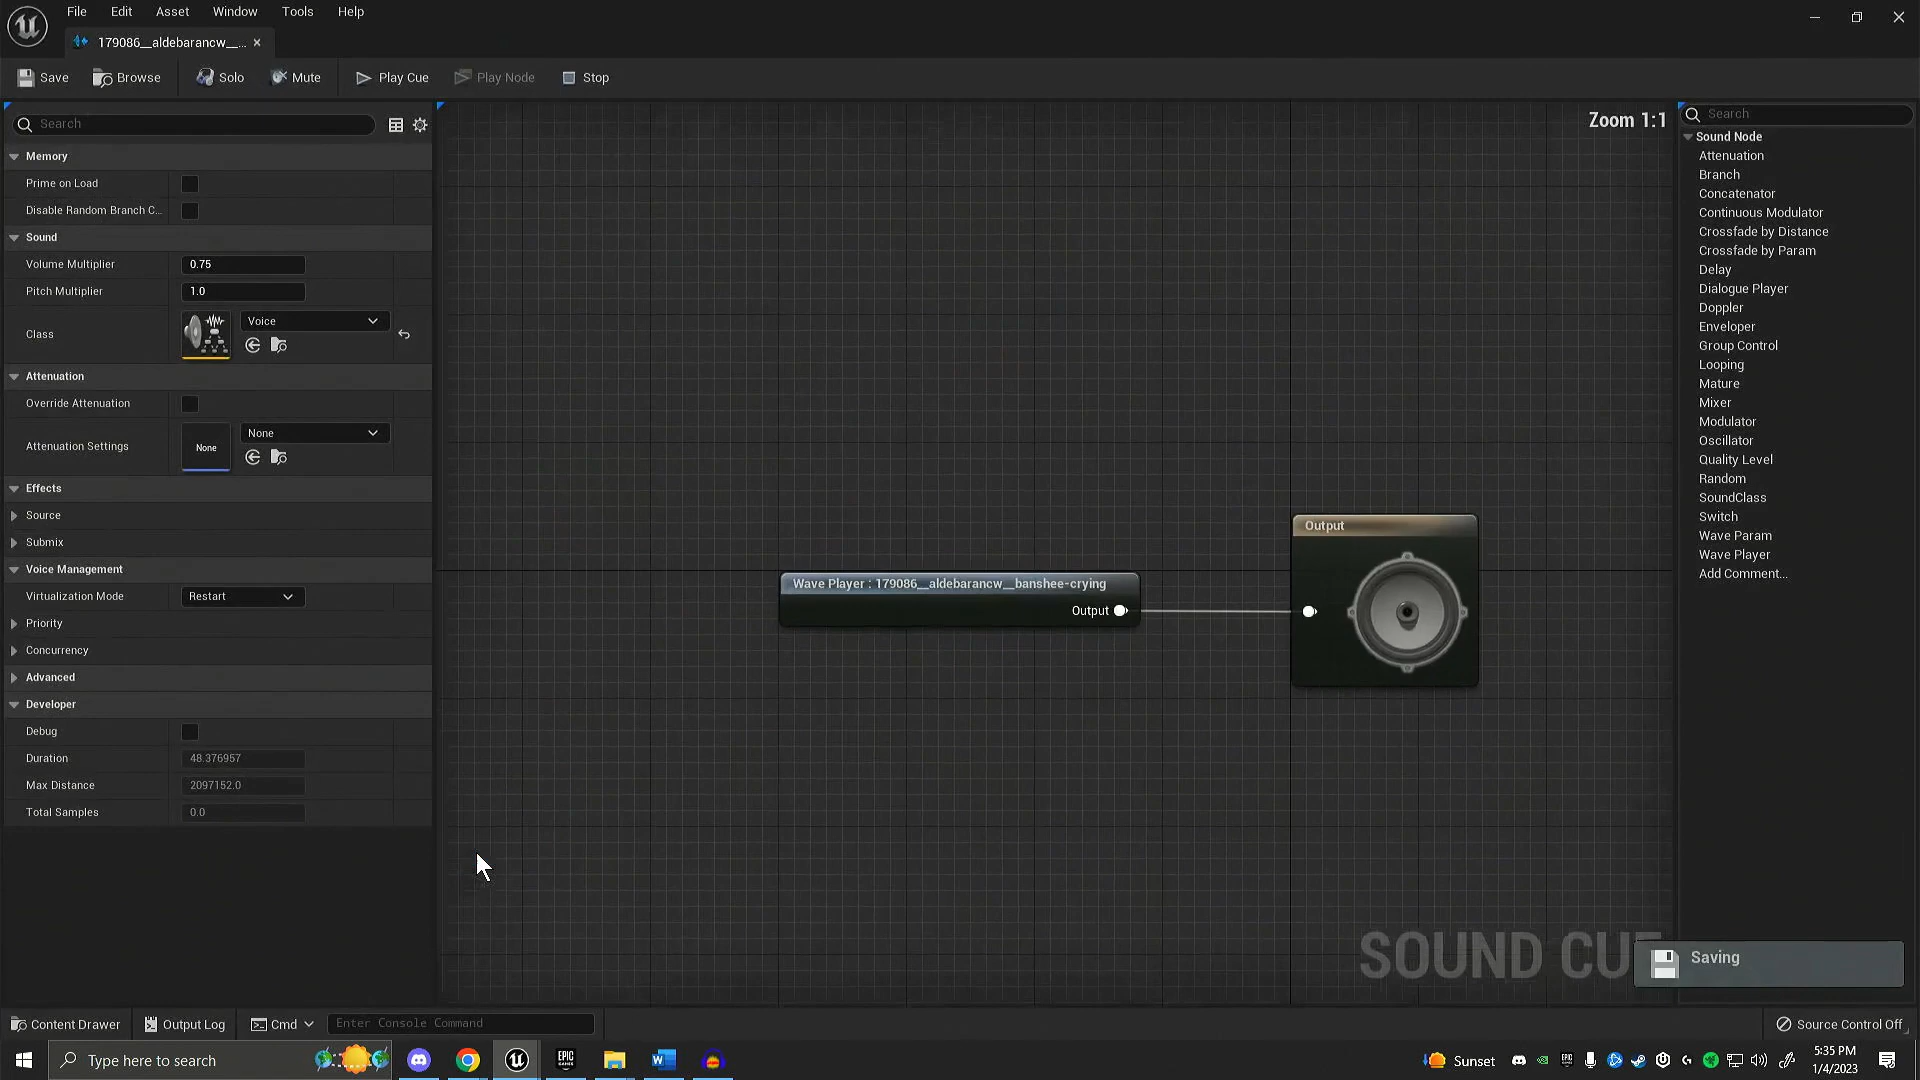 File Edit Asset Window Tools Help
179086__aldebarancw__...
Save Browse Solo Mute Play Cue Play Node Stop
Search
Memory
Prime on Load
Disable Random Branch C...
Sound
Volume Multiplier 0.75
Pitch Multiplier 1.0
Class Voice
Attenuation
Override Attenuation
Attenuation Settings None None
Effects
Source
Submix
Voice Management
Virtualization Mode Restart
Priority
Concurrency
Advanced
Developer
Debug
Duration 48.376957
Max Distance 2097152.0
Total Samples 0.0
Zoom 1:1
Wave Player : 179086__aldebarancw__banshee-crying
Output
Output
SOUND CUE
Search
Sound Node
Attenuation
Branch
Concatenator
Continuous Modulator
Crossfade by Distance
Crossfade by Param
Delay
Dialogue Player
Doppler
Enveloper
Group Control
Looping
Mature
Mixer
Modulator
Oscillator
Quality Level
Random
SoundClass
Switch
Wave Param
Wave Player
Add Comment...
Saving
Content Drawer Output Log Cmd Enter Console Command Source Control Off
Type here to search
EPIC GAMES
W
Sunset
5:35 PM
1/4/2023